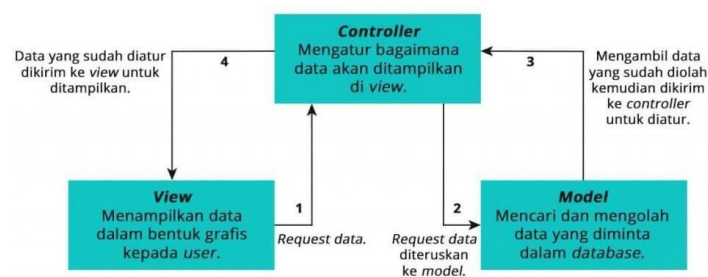 Controller
Mengatur bagaimana
data akan ditampilkan
di view.
Data yang sudah diatur
dikirim ke view untuk
ditampilkan.
4
3
Mengambil data
yang sudah diolah
kemudian dikirim
ke controller
untuk diatur.
View
Menampilkan data
dalam bentuk grafis
kepada user.
1
Request data.
2
Request data
diteruskan
ke model.
Model
Mencari dan mengolah
data yang diminta
dalam database.